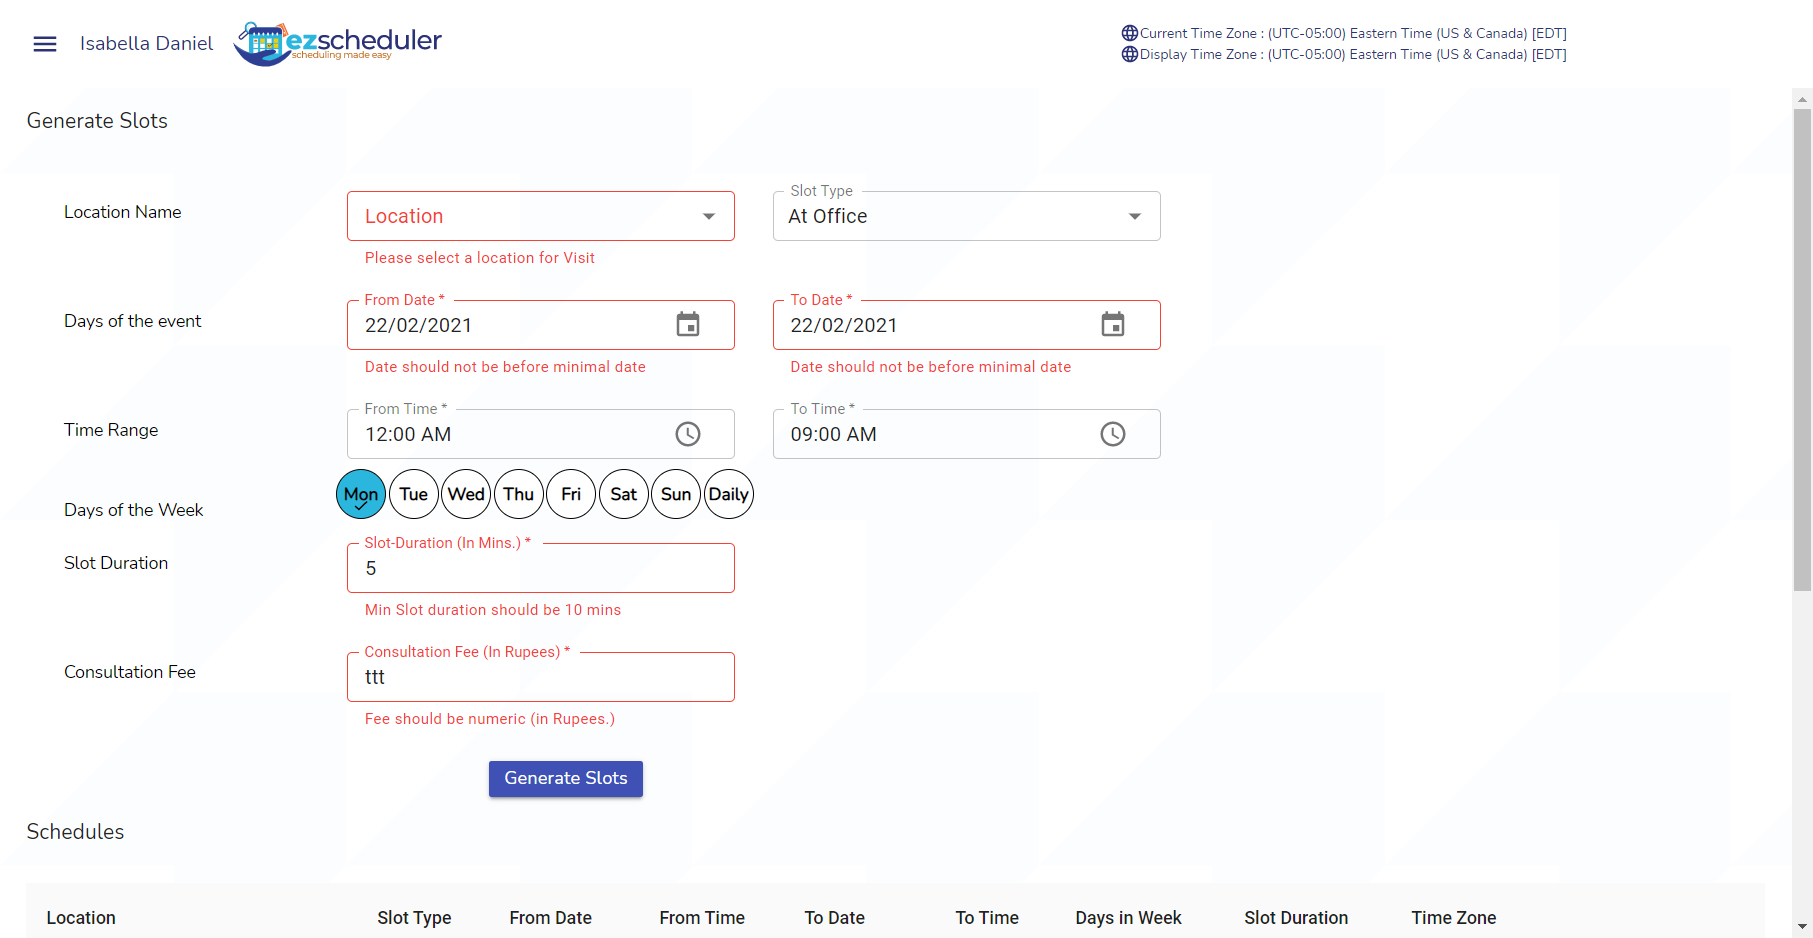 Isabella Daniel
ezscheduler
scheduling made easy
Current Time Zone : (UTC-05:00) Eastern Time (US & Canada) [EDT]
Display Time Zone : (UTC-05:00) Eastern Time (US & Canada) [EDT]
Generate Slots
Location Name
Location
Please select a location for Visit
Slot Type
At Office
Days of the event
From Date *
22/02/2021
Date should not be before minimal date
To Date *
22/02/2021
Date should not be before minimal date
Time Range
From Time *
12:00 AM
To Time *
09:00 AM
Days of the Week
Mon Tue Wed Thu Fri Sat Sun Daily
Slot Duration
Slot-Duration (In Mins.) *
5
Min Slot duration should be 10 mins
Consultation Fee
Consultation Fee (In Rupees) *
ttt
Fee should be numeric (in Rupees.)
Generate Slots
Schedules
Location Slot Type From Date From Time To Date To Time Days in Week Slot Duration Time Zone